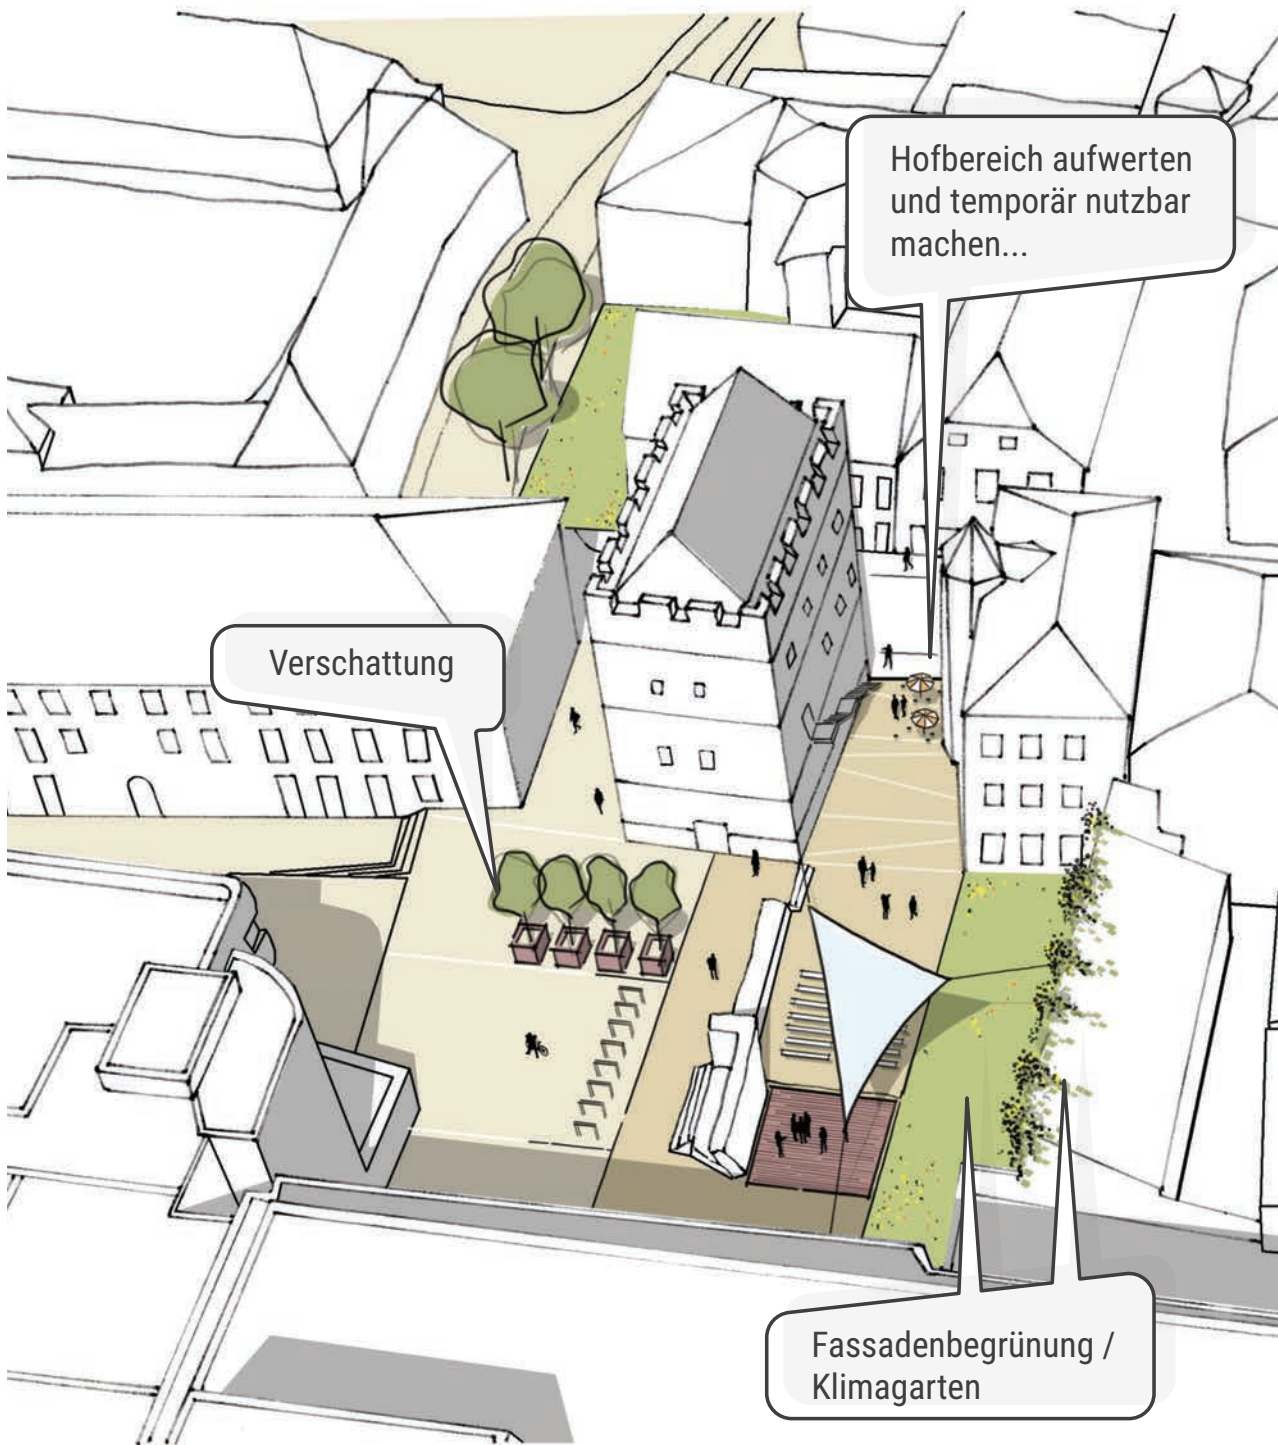 Hofbereich aufwerten
und temporär nutzbar
machen...
Verschattung
Fassadenbegrünung /
Klimagarten